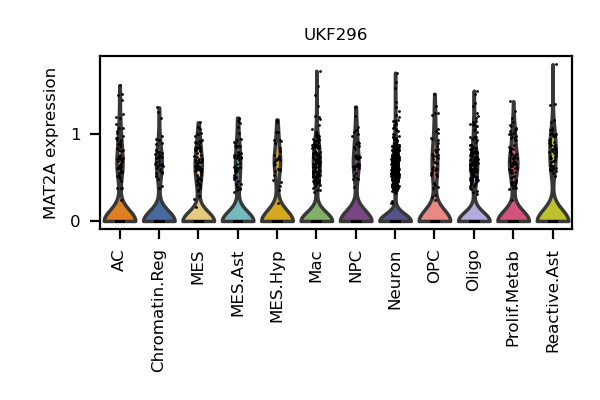 UKF296
MAT2A expression
1
0
AC
Chromatin.Reg
MES
MES.Ast
MES.Hyp
Mac
NPC
Neuron
OPC
Oligo
Prolif.Metab
Reactive.Ast